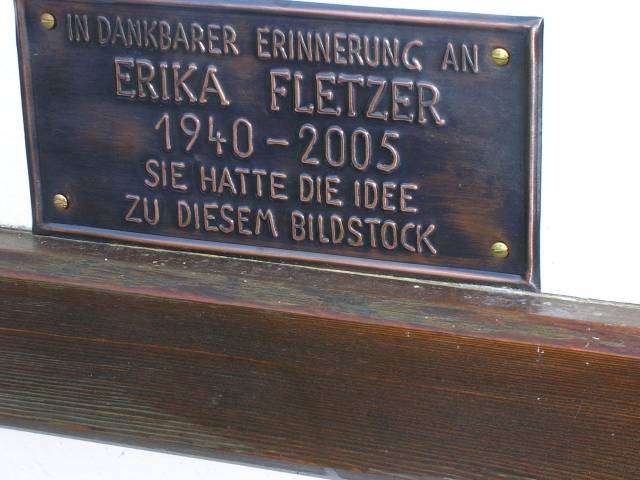 IN DANKBARER ERINNERUNG AN
ERIKA FLETZER
1940-2005
SIE HATTE DIE IDEE
ZU DIESEM BILDSTOCK